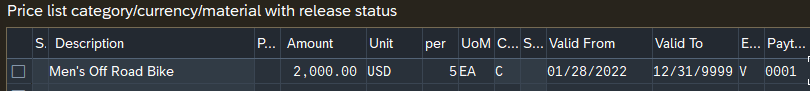 Price list category/currency/material with release status
S. Description P... Amount Unit per UoM C... S... Valid From Valid To E... Payt...
Men's Off Road Bike 2,000.00 USD 5 EA C 01/28/2022 12/31/9999 V 0001